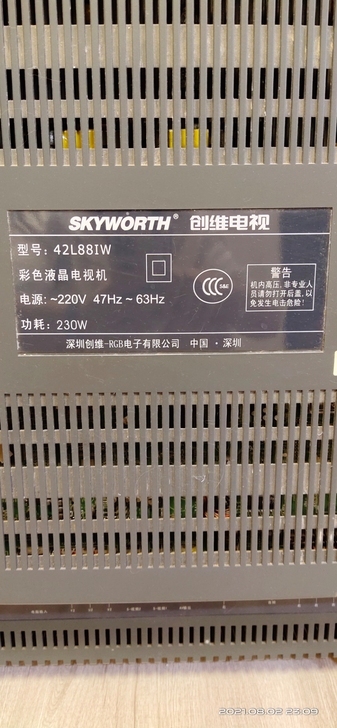 SKYWORTH® 创维电视
型号: 42L88IW
彩色液晶电视机
电源: ~220V 47Hz~63Hz
功耗: 230W
CCC S&E
警告
机内高压,非专业人
员请勿打开后盖,以
免发生电击危险!
深圳创维-RGB电子有限公司 中国·深圳
2021.08.02 23:09